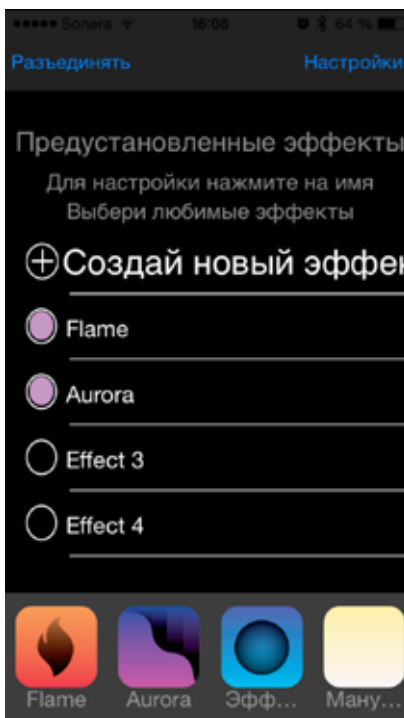 Sonera 16:08 64 %
Разъединять Настройки
Предустановленные эффекты
Для настройки нажмите на имя
Выбери любимые эффекты
Создай новый эффек
Flame
Aurora
Effect 3
Effect 4
Flame Aurora Эфф... Ману...